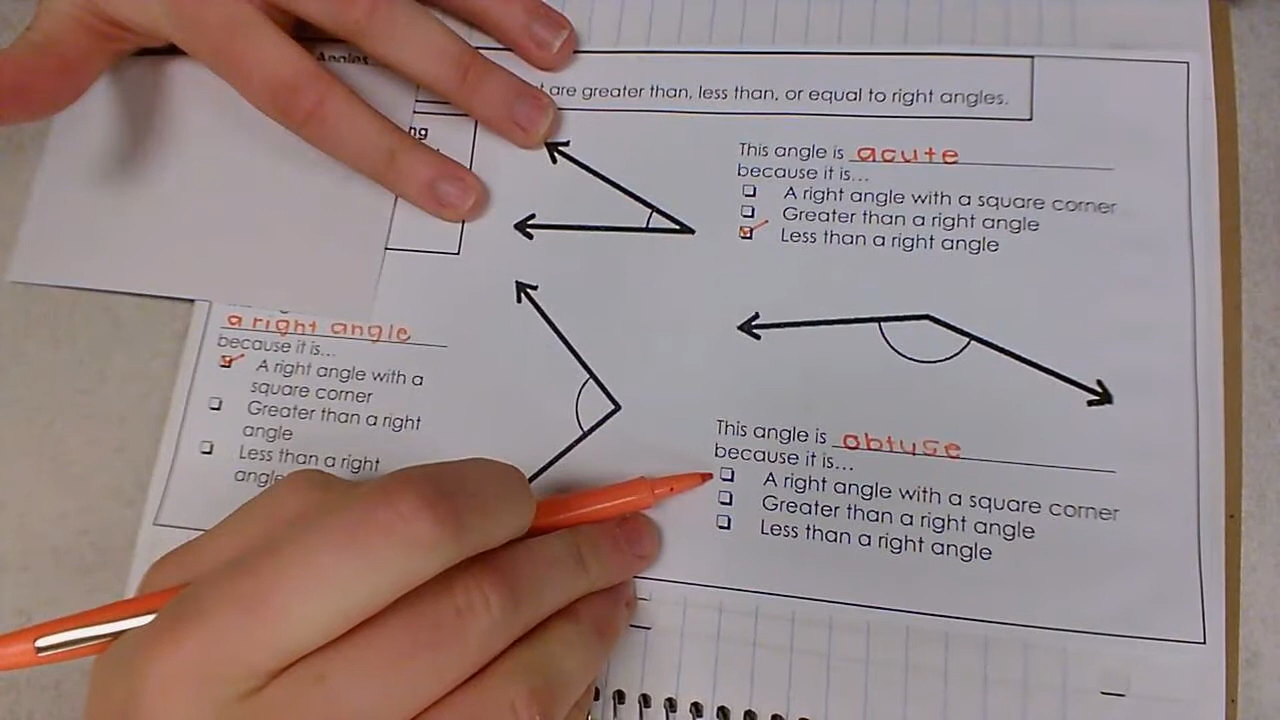 Angles
are greater than, less than, or equal to right angles.
ng
This angle is acute
because it is...
A right angle with a square corner
Greater than a right angle
Less than a right angle
a right angle
because it is...
A right angle with a
square corner
Greater than a right
angle
Less than a right
angle
This angle is obtuse
because it is...
A right angle with a square corner
Greater than a right angle
Less than a right angle